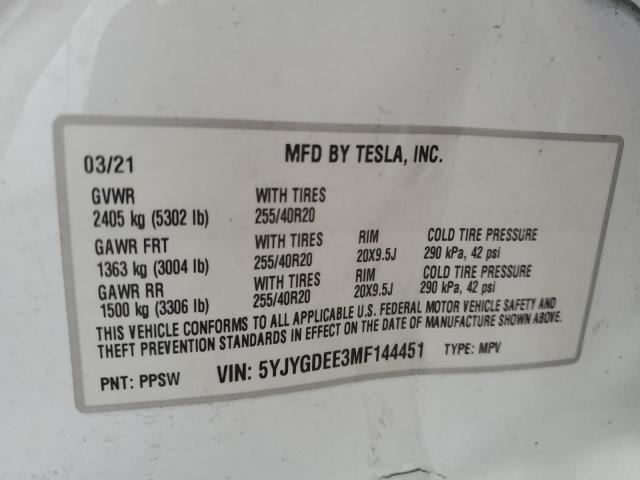 03/21 MFD BY TESLA, INC.
GVWR WITH TIRES
2405 kg (5302 lb) 255/40R20
GAWR FRT WITH TIRES RIM COLD TIRE PRESSURE
1363 kg (3004 lb) 255/40R20 20X9.5J 290 kPa, 42 psi
GAWR RR WITH TIRES RIM COLD TIRE PRESSURE
1500 kg (3306 lb) 255/40R20 20X9.5J 290 kPa, 42 psi
THIS VEHICLE CONFORMS TO ALL APPLICABLE U.S. FEDERAL MOTOR VEHICLE SAFETY AND
THEFT PREVENTION STANDARDS IN EFFECT ON THE DATE OF MANUFACTURE SHOWN ABOVE.
PNT: PPSW VIN: 5YJYGDEE3MF144451 TYPE: MPV